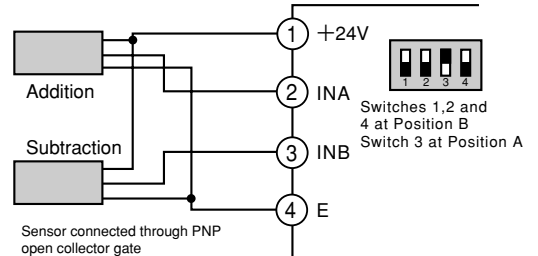 1 +24V
Addition
2 INA
1 2 3 4
Switches 1,2 and
4 at Position B
Switch 3 at Position A
Subtraction
3 INB
4 E
Sensor connected through PNP
open collector gate